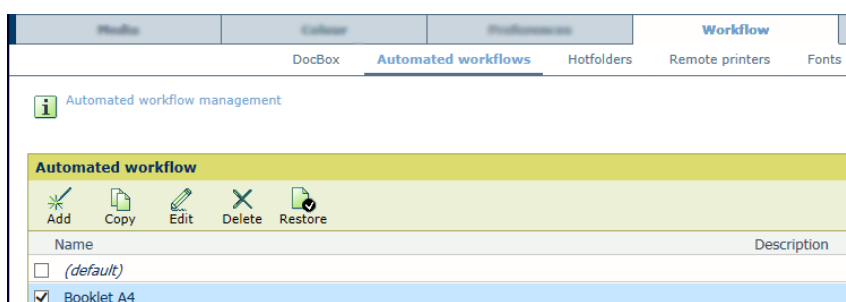 Workflow
DocBox Automated workflows Hotfolders Remote printers Fonts
Automated workflow management
Automated workflow
Add Copy Edit Delete Restore
Name Description
(default)
Booklet A4